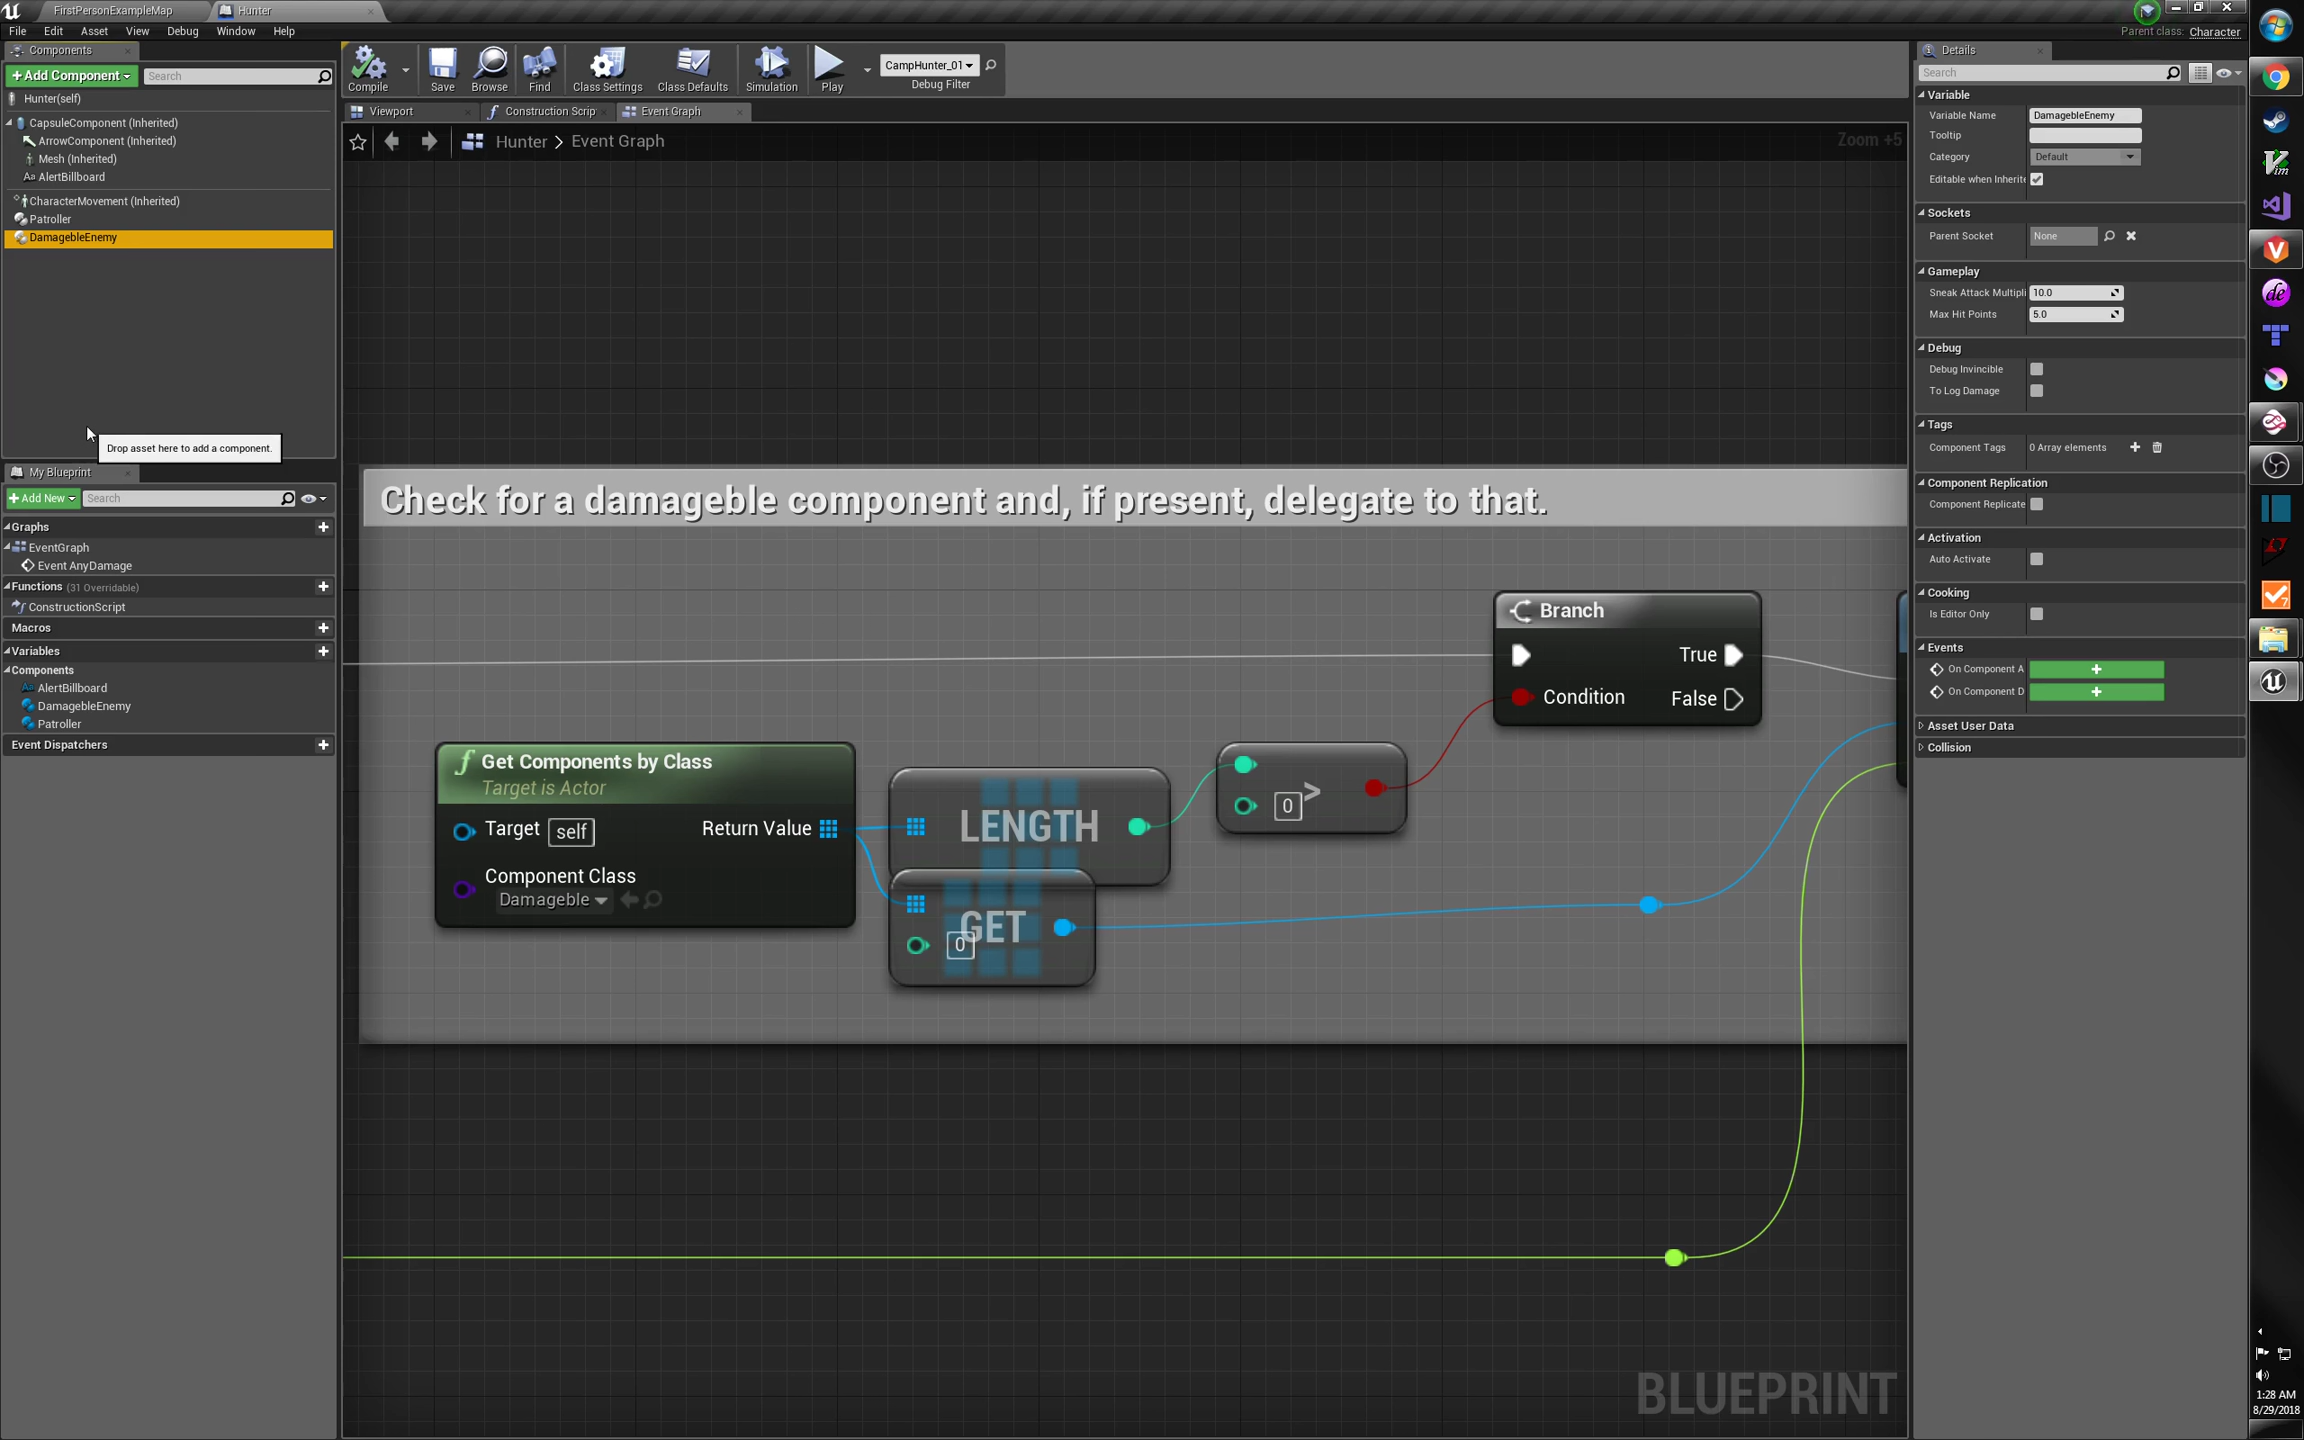 FirstPersonExampleMap
Hunter
File Edit Asset View Debug Window Help
Parent class: Character
Components
+Add Component
Search
Hunter(self)
CapsuleComponent (Inherited)
ArrowComponent (Inherited)
Mesh (Inherited)
Aa AlertBillboard
CharacterMovement (Inherited)
Patroller
DamagebleEnemy
Drop asset here to add a component.
My Blueprint
+Add New
Search
Graphs
EventGraph
Event AnyDamage
Functions (31 Overridable)
ConstructionScript
Macros
Variables
Components
Aa AlertBillboard
DamagebleEnemy
Patroller
Event Dispatchers
Compile
Save
Browse
Find
Class Settings
Class Defaults
Simulation
Play
CampHunter_01
Debug Filter
Viewport
Construction Scrip
Event Graph
Hunter > Event Graph
Zoom +5
Check for a damageble component and, if present, delegate to that.
Branch
True
Condition
False
Get Components by Class
Target is Actor
Target self
Return Value
Component Class
Damageble
LENGTH
0 >
GET
0
BLUEPRINT
Details
Search
Variable
Variable Name DamagebleEnemy
Tooltip
Category Default
Editable when Inherite
Sockets
Parent Socket None
Gameplay
Sneak Attack Multipli 10.0
Max Hit Points 5.0
Debug
Debug Invincible
To Log Damage
Tags
Component Tags 0 Array elements
Component Replication
Component Replicate
Activation
Auto Activate
Cooking
Is Editor Only
Events
On Component A +
On Component D +
Asset User Data
Collision
Vim
de
1:28 AM
8/29/2018